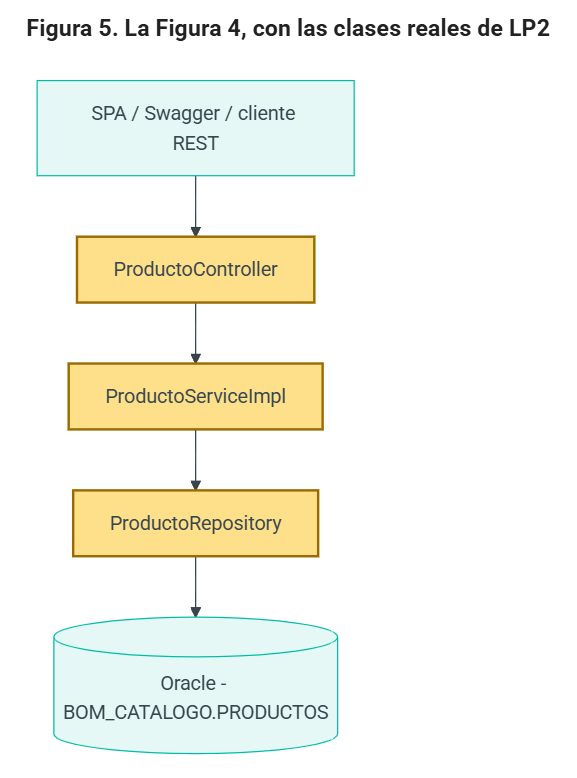 Figura 5. La Figura 4, con las clases reales de LP2
SPA / Swagger / cliente
REST
ProductoController
ProductoServiceImpl
ProductoRepository
Oracle -
BOM_CATALOGO.PRODUCTOS